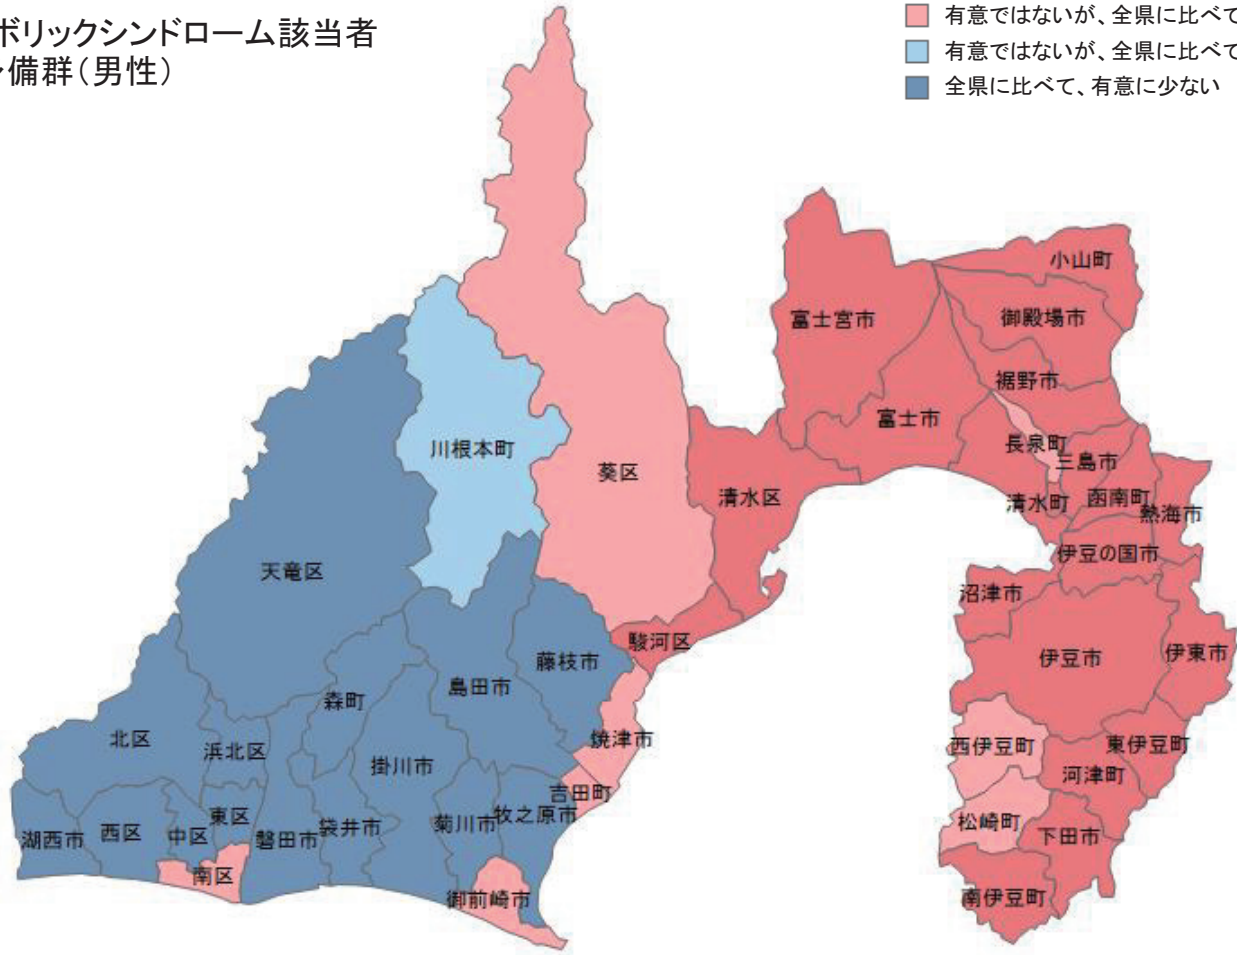 ボリックシンドローム該当者
備群(男性)
有意ではないが、全県に比べて
有意ではないが、全県に比べて
全県に比べて、有意に少ない
小山町
富士宮市
御殿場市
裾野市
富士市
長泉町
三島市
川根本町
葵区
清水区
清水町
函南町
熱海市
伊豆の国市
天竜区
沼津市
駿河区
藤枝市
伊豆市
伊東市
島田市
森町
北区
浜北区
焼津市
西伊豆町
東伊豆町
掛川市
河津町
吉田町
東区
牧之原市
湖西市
西区
中区
磐田市
袋井市
菊川市
松崎町
下田市
南区
御前崎市
南伊豆町